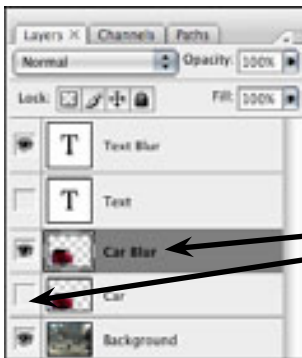 Layers × Channels Paths
Normal Opacity: 100%
Lock: Fill: 100%
T Text Blur
T Text
Car Blur
Car
Background